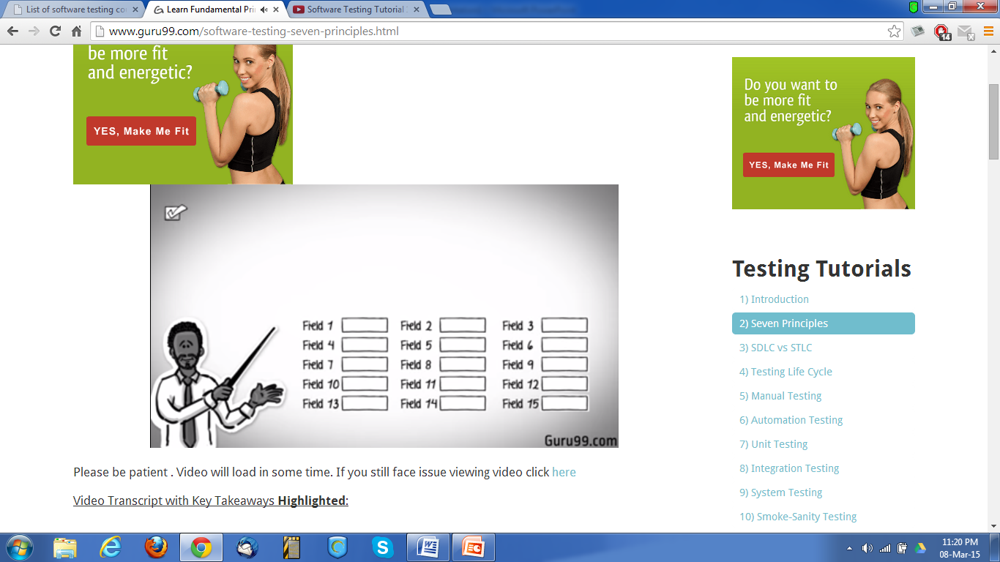 List of software testing co
Learn Fundamental Pri
Software Testing Tutorial
www.guru99.com/software-testing-seven-principles.html
14
be more fit
and energetic?
YES, Make Me Fit
Do you want to
be more fit
and energetic?
YES, Make Me Fit
Field 1 Field 2 Field 3
Field 4 Field 5 Field 6
Field 7 Field 8 Field 9
Field 10 Field 11 Field 12
Field 13 Field 14 Field 15
Guru99.com
Please be patient . Video will load in some time. If you still face issue viewing video click here
Video Transcript with Key Takeaways Highlighted:
Testing Tutorials
1) Introduction
2) Seven Principles
3) SDLC vs STLC
4) Testing Life Cycle
5) Manual Testing
6) Automation Testing
7) Unit Testing
8) Integration Testing
9) System Testing
10) Smoke-Sanity Testing
11:20 PM
08-Mar-15